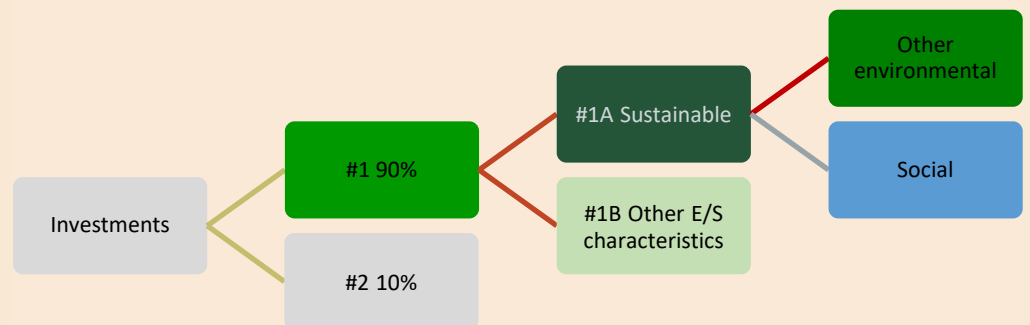 Other
environmental
#1A Sustainable
#1 90%
Social
Investments
#1B Other E/S
characteristics
#2 10%